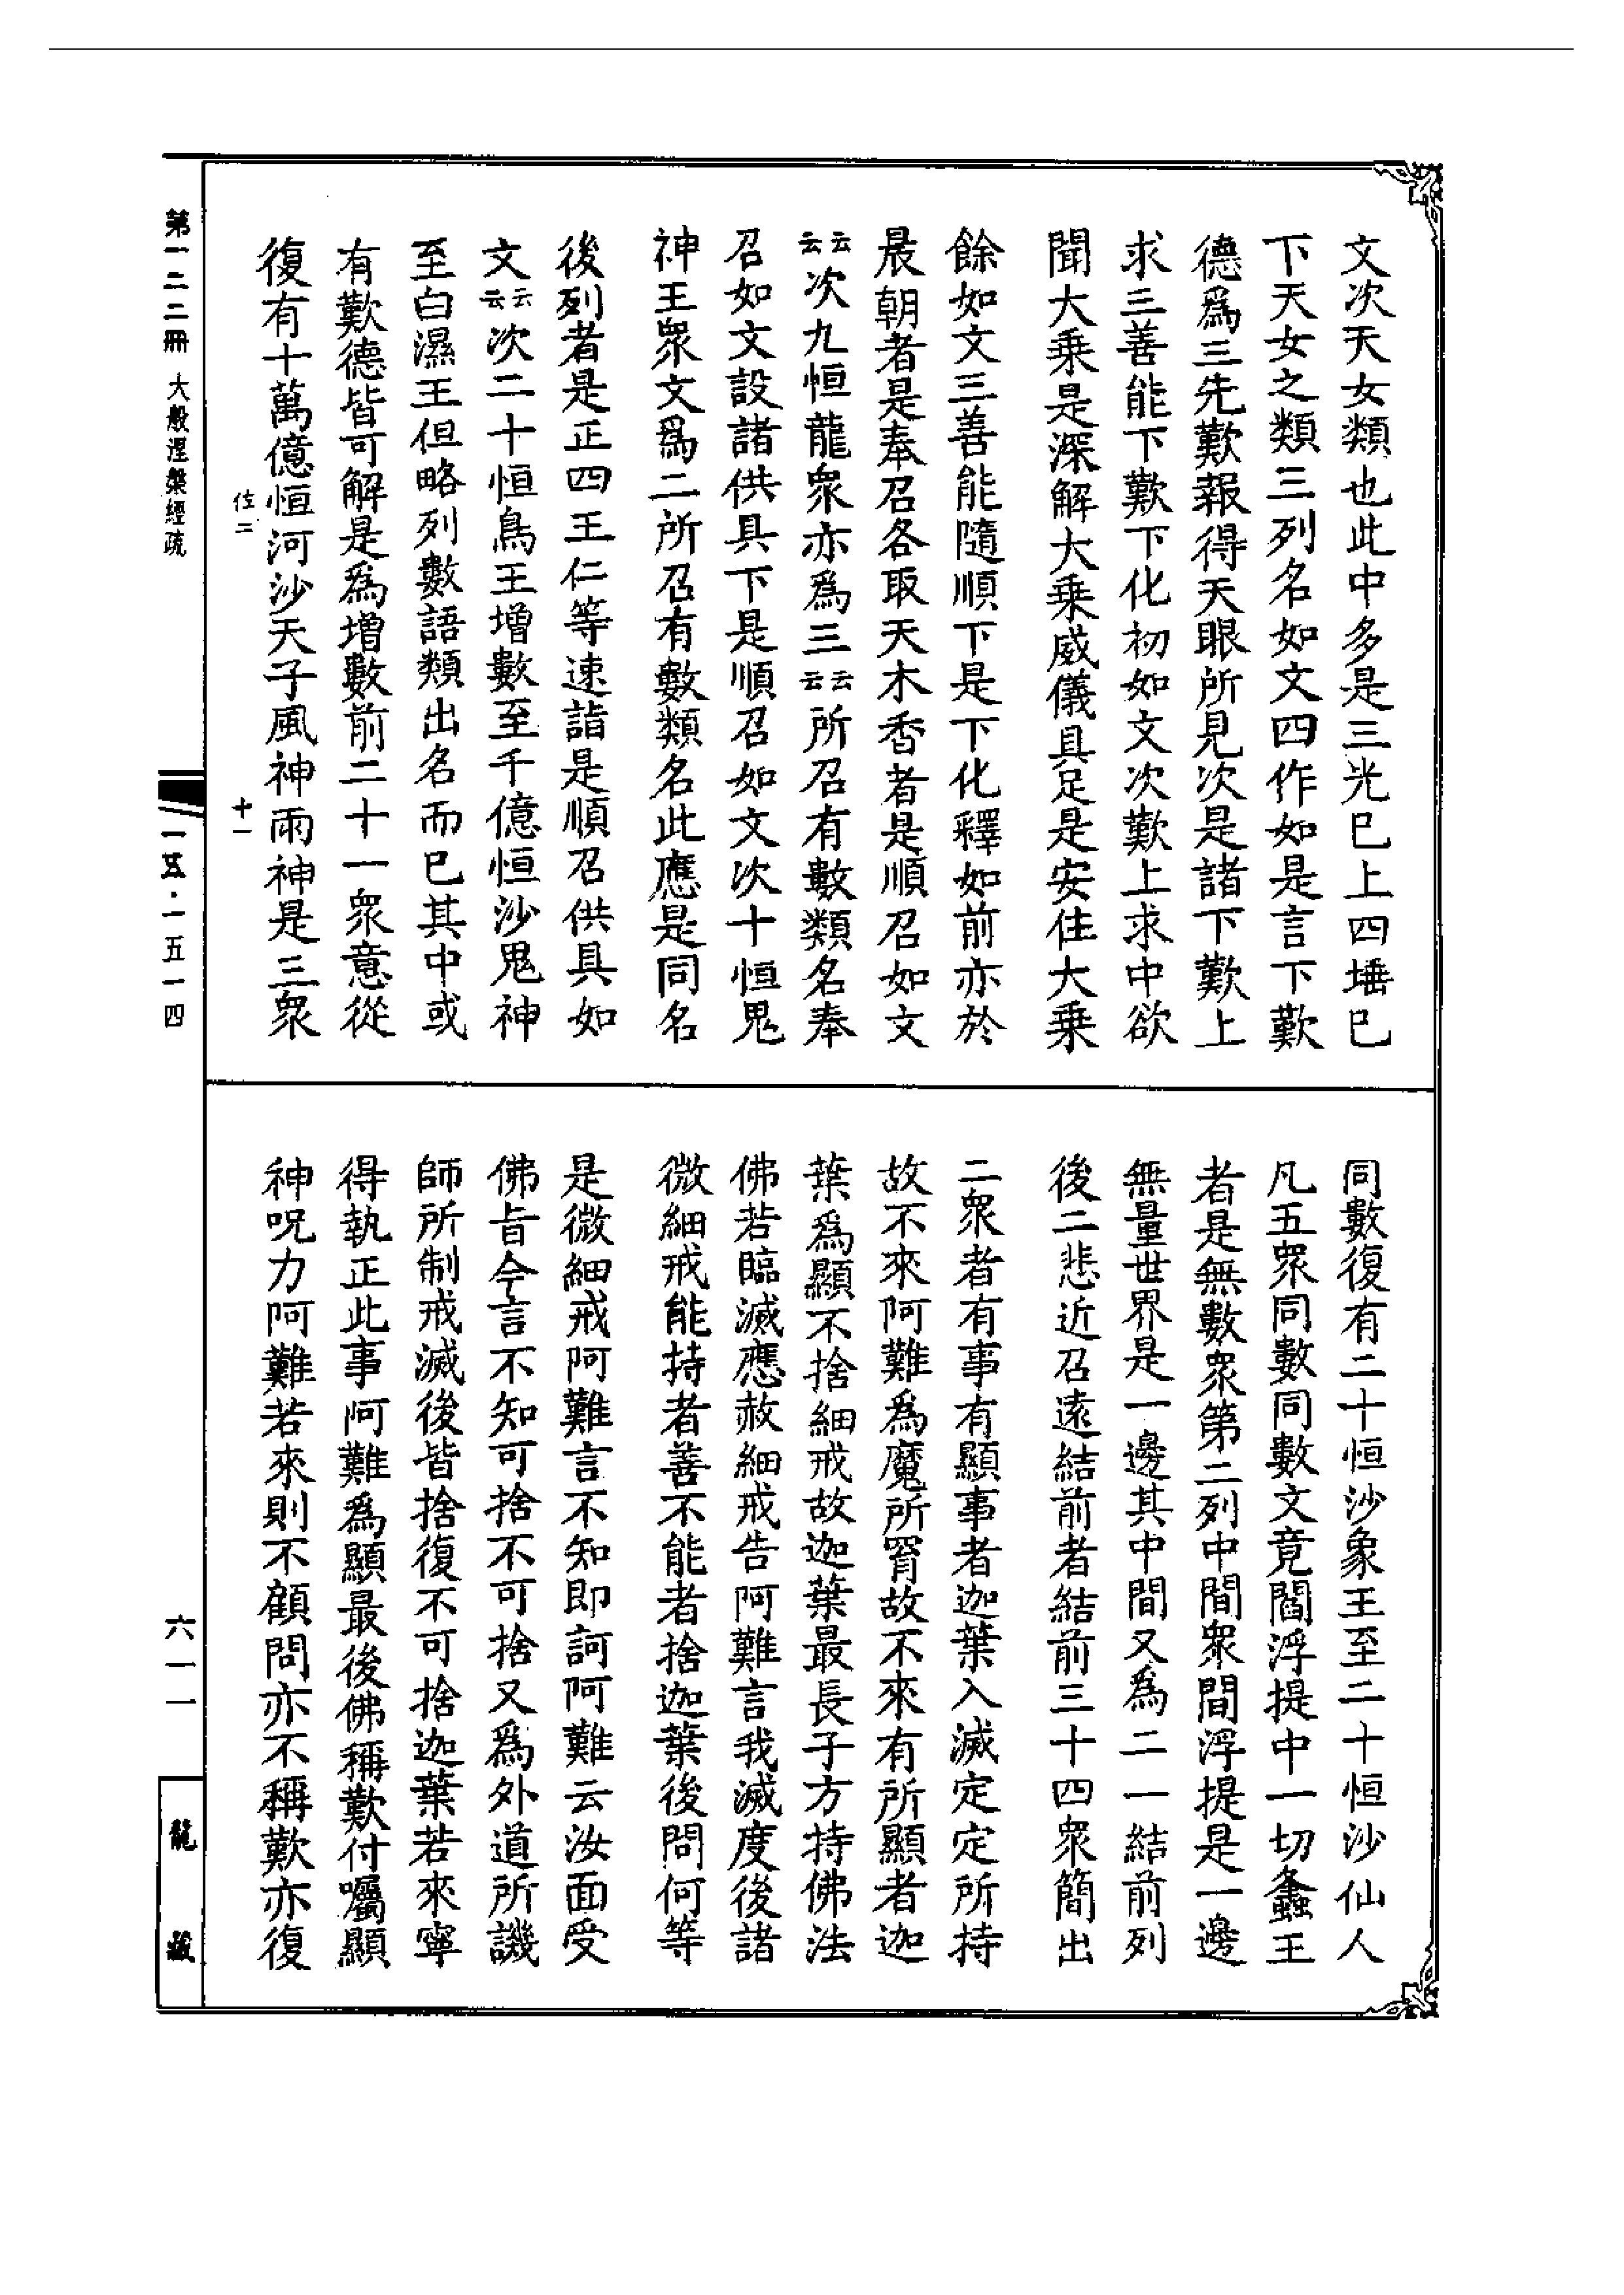 文次天女類也此中多是三光巳上四埵巳
下天女之類三列名如文四作如是言下歎
德爲三先歎報得天眼所見次是諸下歎上
求三善能下歎下化初如文次歎上求中欲
聞大乗是深解大乗威儀具足是安住大乗
餘如文三善能隨順下是下化釋如前亦於
晨朝者是奉召各取天木香者是順召如文
云云次九恒龍衆亦爲三云云所召有數類名奉
召如文設諸供具下是順召如文次十恒鬼
神王衆文爲二所召有數類名此應是同名
後列者是正四王仁等速詣是順召供具如
文云云次二十恒鳥王增數至千億恒沙鬼神
至白濕王但略列數語類出名而巳其中或
有歎德皆可解是爲增數前二十一衆意從
復有十萬億恒河沙天子風神雨神是三衆
同數復有二十恒沙象王至二十恒沙仙人
凡五衆同數同數文竟閻浮提中一切蠭王
者是無數衆第二列中間衆閻浮提是一邊
無量世界是一邊其中間又爲二一結前列
後二悲近召遠結前者結前三十四衆簡出
二衆者有事有顯事者迦葉入滅定定所持
故不來阿難爲魔所罥故不來有所顯者迦
葉爲顯不捨細戒故迦葉最長子方持佛法
佛若臨滅應赦細戒告阿難言我滅度後諸
微細戒能持者善不能者捨迦葉後問何等
是微細戒阿難言不知即訶阿難云汝面受
佛旨今言不知可捨不可捨又爲外道所譏
師所制戒滅後皆捨復不可捨迦葉若來寧
得執正此事阿難爲顯最後佛稱歎付囑顯
神呪力阿難若來則不顧問亦不稱歎亦復
佐二
十一
第一二二冊
大般涅槃經疏
一五一四
六一一
龍藏